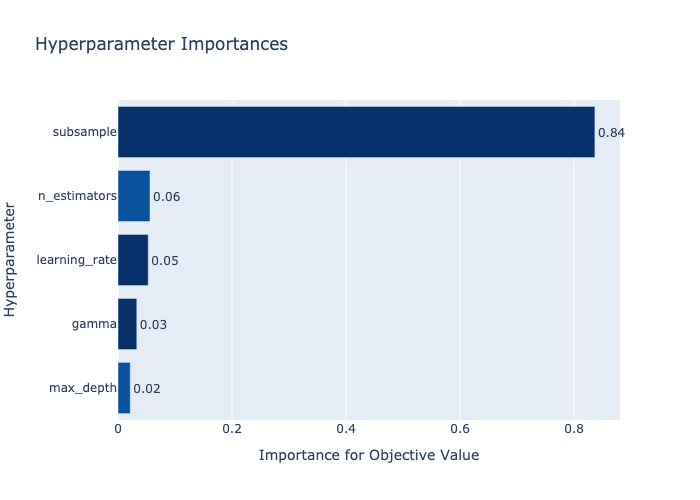 Hyperparameter Importances
subsample 0.84
n_estimators 0.06
learning_rate 0.05
gamma 0.03
max_depth 0.02
Hyperparameter
0 0.2 0.4 0.6 0.8
Importance for Objective Value